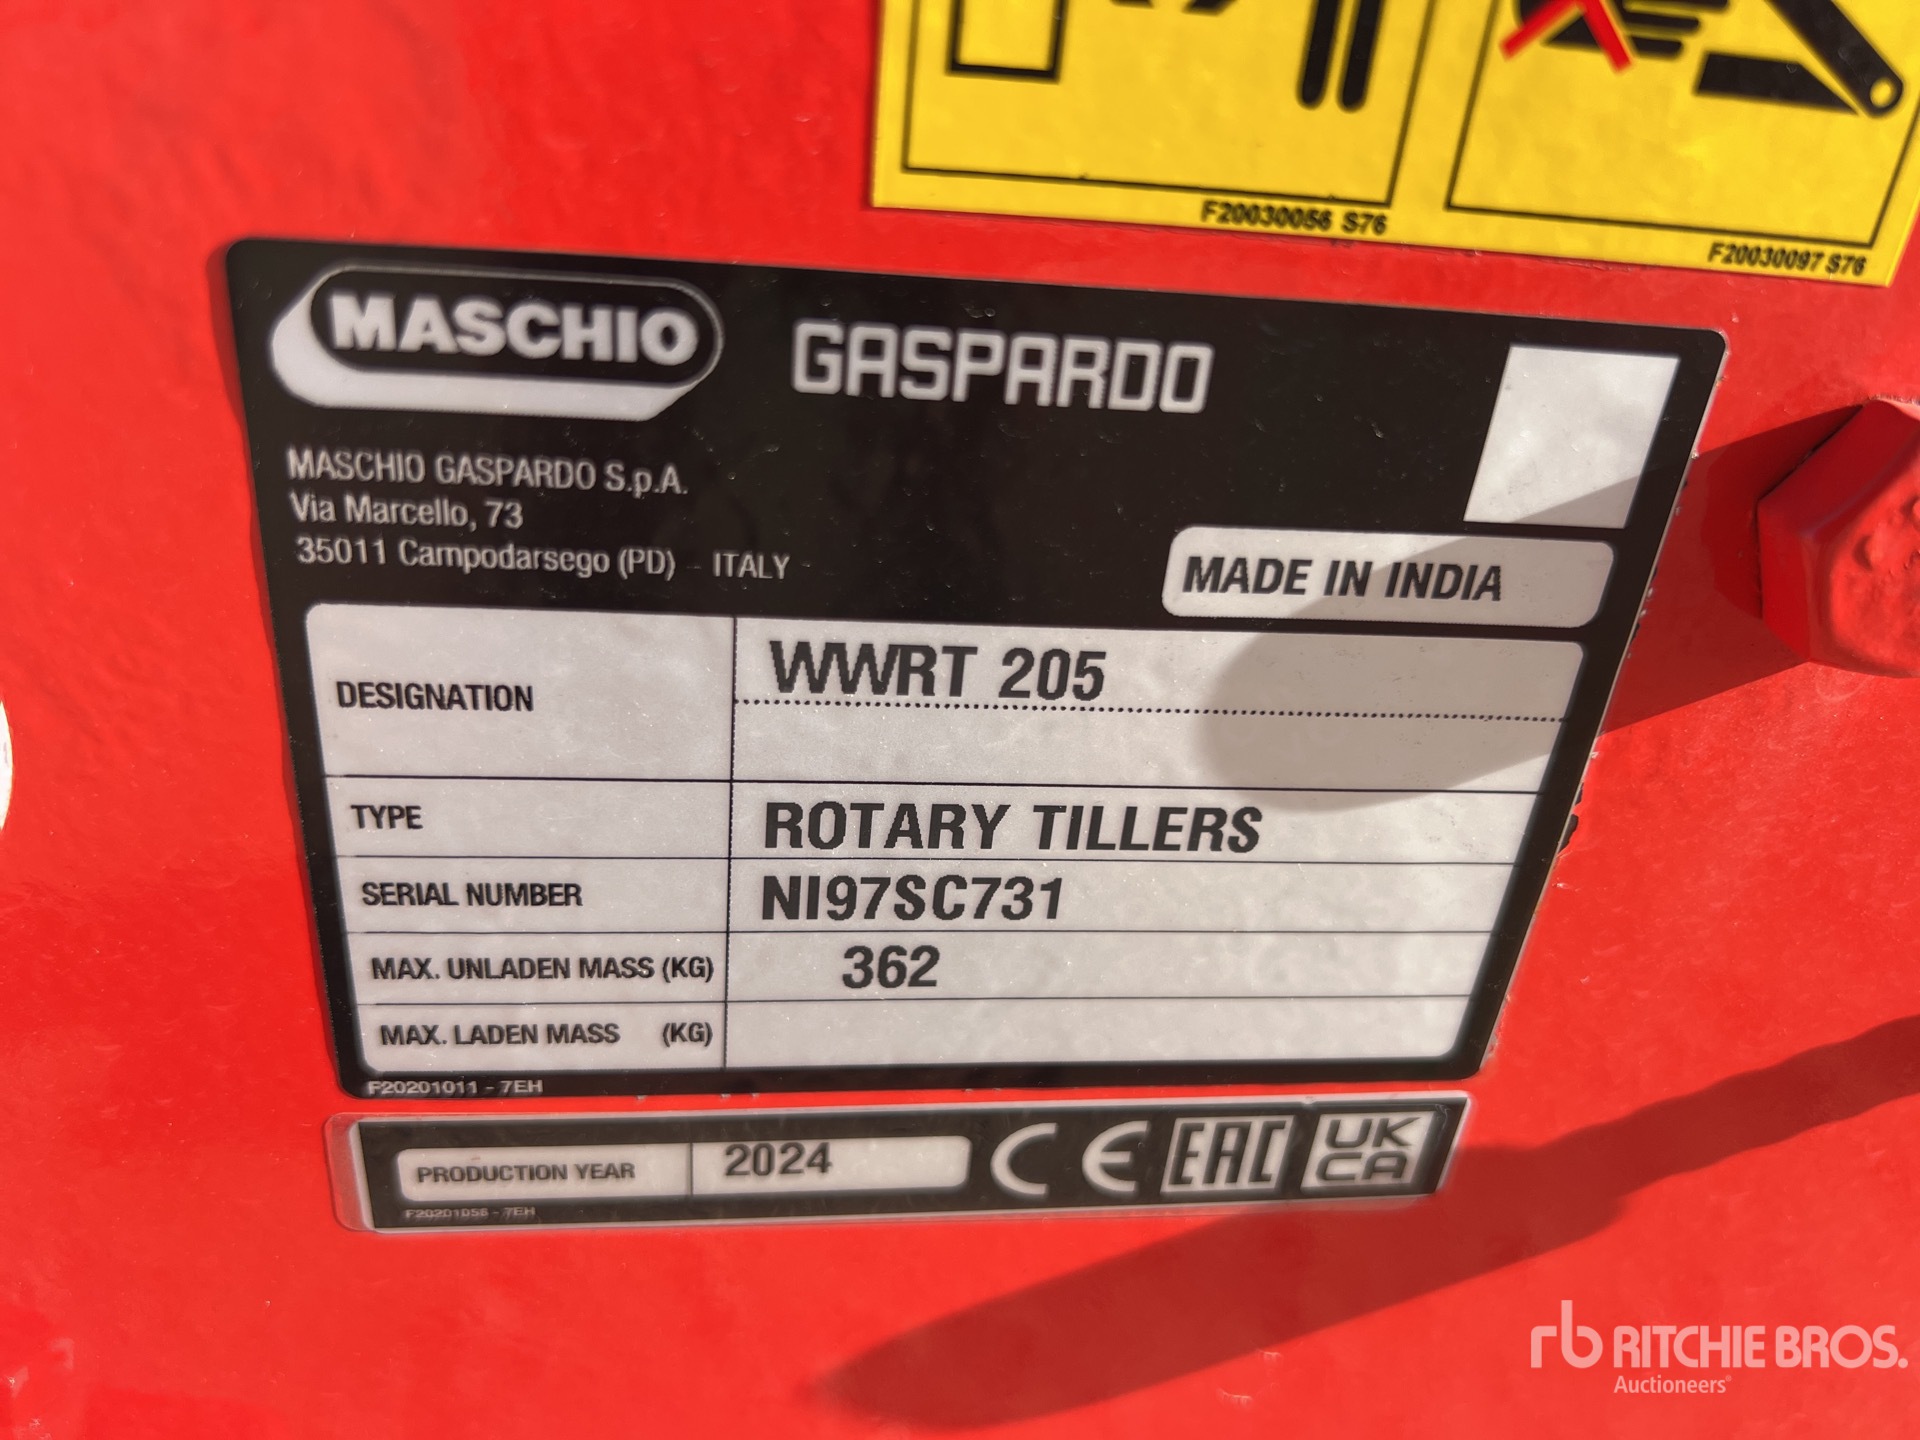 F20030056 S76
F20030097 S76
MASCHIO GASPARDO
MASCHIO GASPARDO S.p.A.
Via Marcello, 73
35011 Campodarsego (PD) - ITALY -
MADE IN INDIA
DESIGNATION WWRT 205
TYPE ROTARY TILLERS
SERIAL NUMBER NI97SC731
MAX. UNLADEN MASS (KG) 362
MAX. LADEN MASS (KG)
F20201011 - 7EH
PRODUCTION YEAR 2024 CE EAC UK CA
F20201056 - 7EH
rb RITCHIE BROS.
Auctioneers